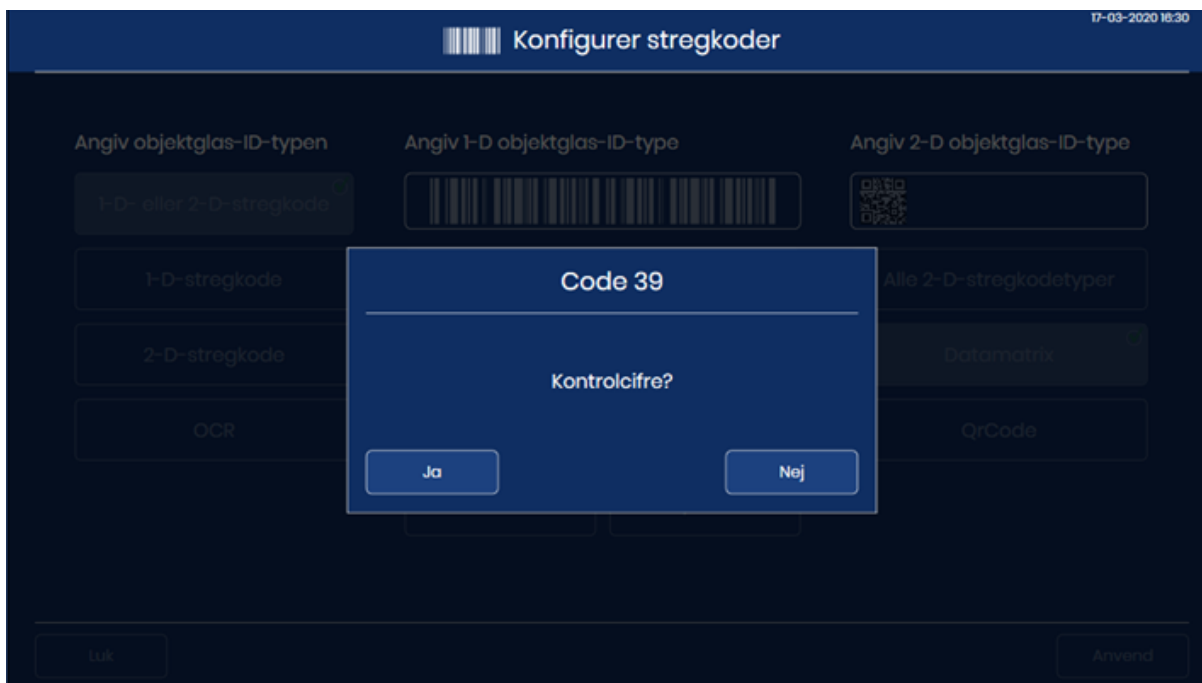 17-03-2020 16:30
Konfigurer stregkoder
Angiv objektglas-ID-typen
Angiv 1-D objektglas-ID-type
Angiv 2-D objektglas-ID-type
1-D- eller 2-D-stregkode
1-D-stregkode
Alle 2-D-stregkodetyper
2-D-stregkode
Datamatrix
OCR
QrCode
Code 39
Kontrolcifre?
Ja
Nej
Luk
Anvend